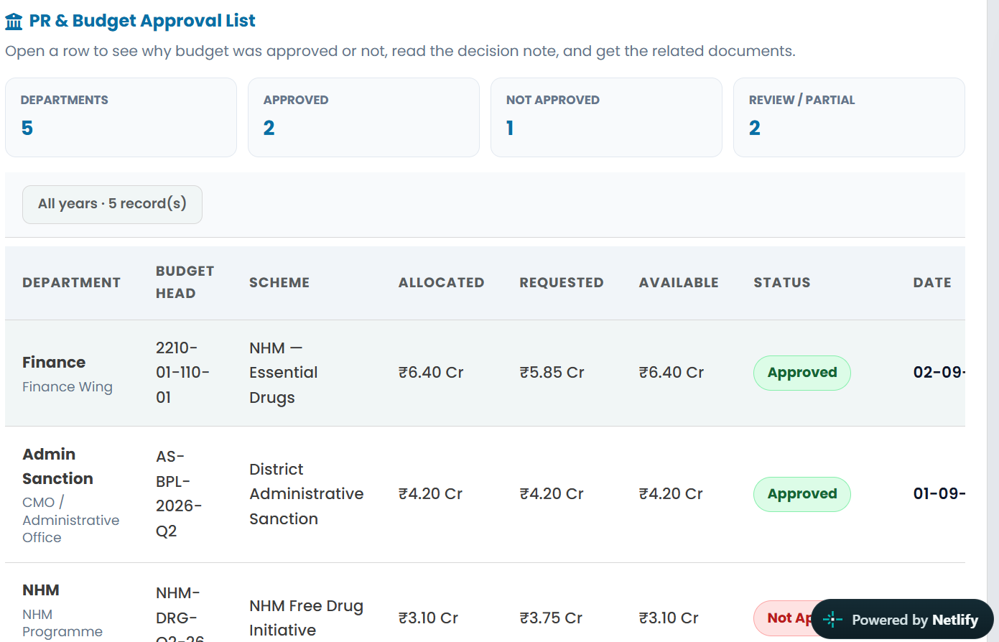 PR & Budget Approval List
Open a row to see why budget was approved or not, read the decision note, and get the related documents.
DEPARTMENTS
5
APPROVED
2
NOT APPROVED
1
REVIEW / PARTIAL
2
All years · 5 record(s)
DEPARTMENT
BUDGET
HEAD
SCHEME
ALLOCATED
REQUESTED
AVAILABLE
STATUS
DATE
Finance
Finance Wing
2210-
01-110-
01
NHM —
Essential
Drugs
₹6.40 Cr
₹5.85 Cr
₹6.40 Cr
Approved
02-09-
Admin
Sanction
CMO /
Administrative
Office
AS-
BPL-
2026-
Q2
District
Administrative
Sanction
₹4.20 Cr
₹4.20 Cr
₹4.20 Cr
Approved
01-09-
NHM
NHM
Programme
NHM-
DRG-
Q2-26
NHM Free Drug
Initiative
₹3.10 Cr
₹3.75 Cr
₹3.10 Cr
Not Ap
Powered by Netlify